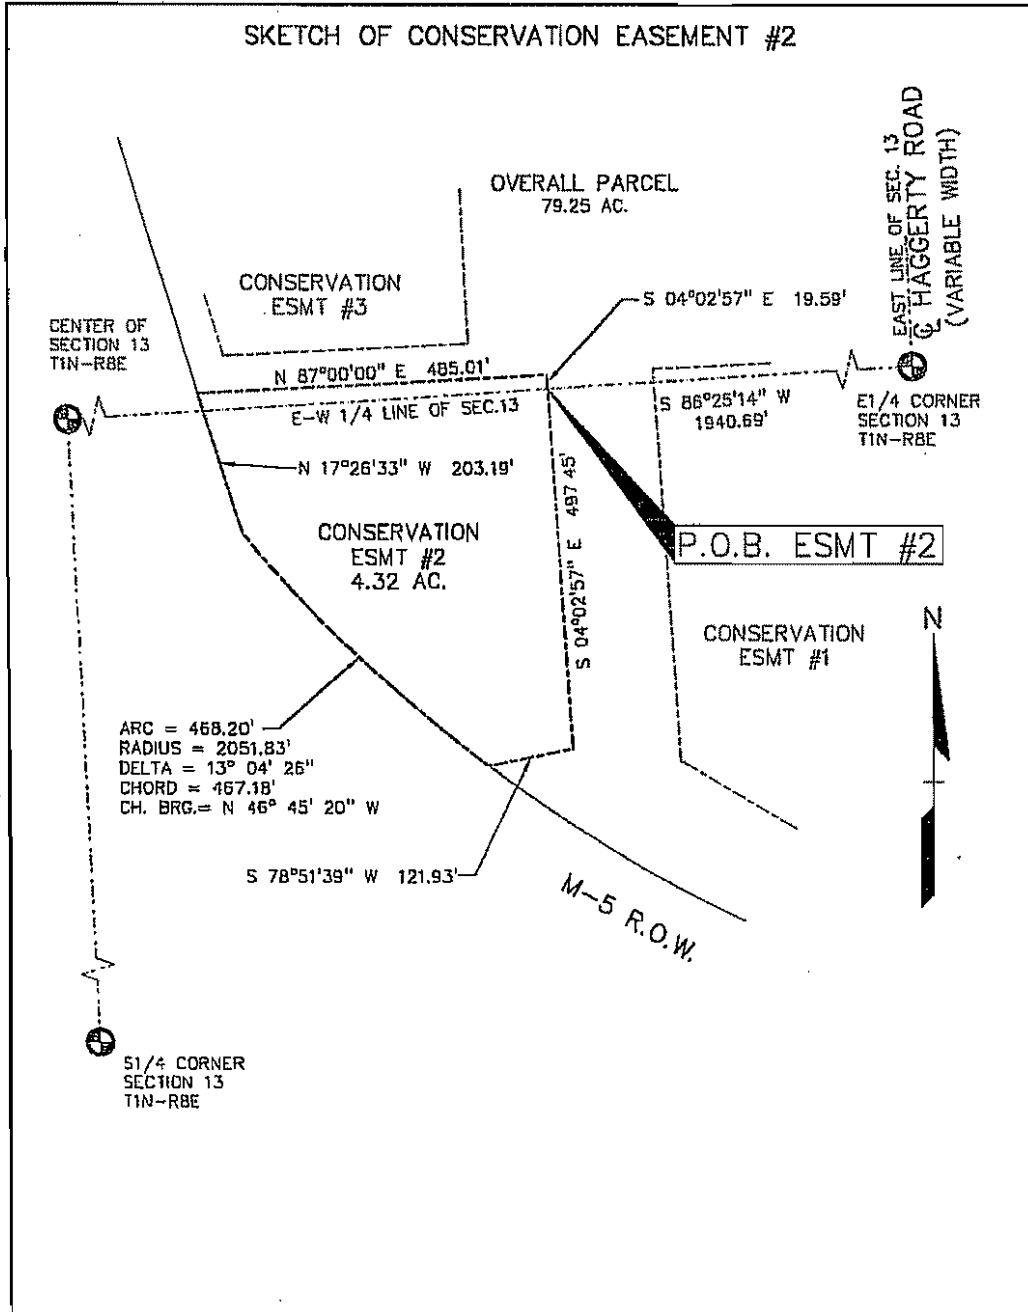 SKETCH OF CONSERVATION EASEMENT #2
EAST LINE OF SEC. 13
℄ HAGGERTY ROAD
(VARIABLE WIDTH)
OVERALL PARCEL
79.25 AC.
CONSERVATION
ESMT #3
S 04°02'57" E 19.59'
CENTER OF
SECTION 13
T1N-R8E
N 87°00'00" E 485.01'
E-W 1/4 LINE OF SEC.13
S 86°25'14" W
1940.69'
E1/4 CORNER
SECTION 13
T1N-R8E
N 17°26'33" W 203.19'
S 04°02'57" E 497.45'
CONSERVATION
ESMT #2
4.32 AC.
P.O.B. ESMT #2
CONSERVATION
ESMT #1
N
ARC = 468.20'
RADIUS = 2051.83'
DELTA = 13° 04' 26"
CHORD = 467.18'
CH. BRG.= N 46° 45' 20" W
S 78°51'39" W 121.93'
M-5 R.O.W.
S1/4 CORNER
SECTION 13
T1N-R8E